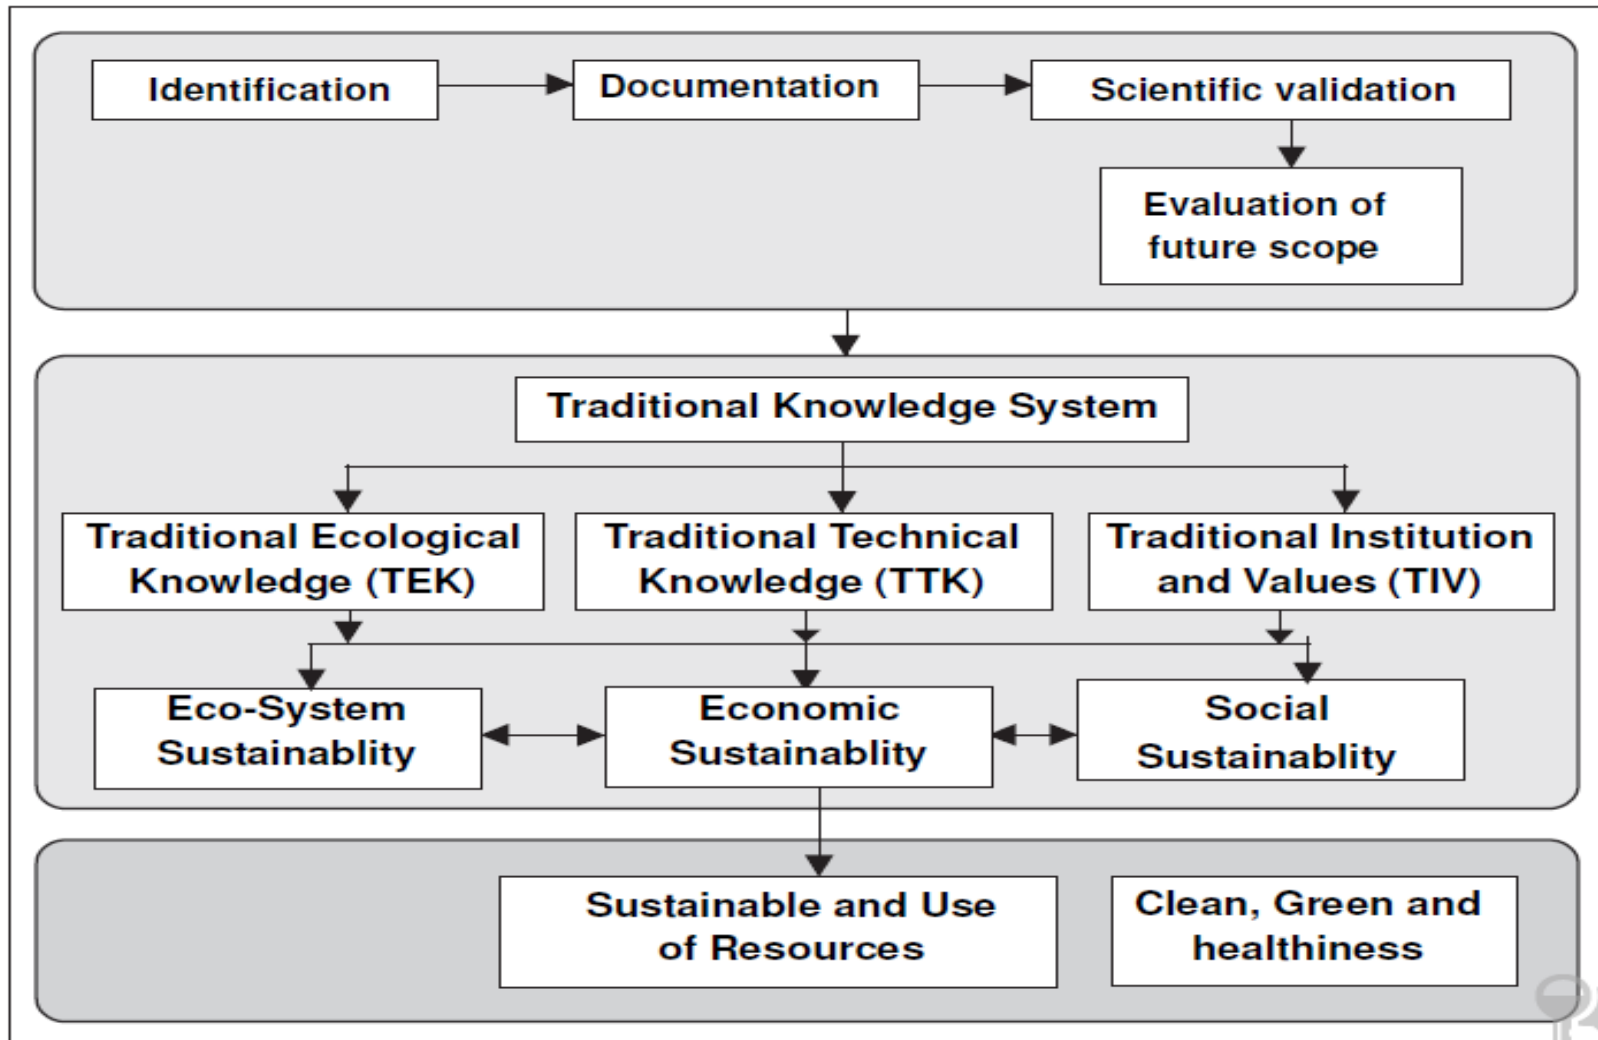 Identification
Documentation
Scientific validation
Evaluation of
future scope
Traditional Knowledge System
Traditional Ecological
Knowledge (TEK)
Traditional Technical
Knowledge (TTK)
Traditional Institution
and Values (TIV)
Eco-System
Sustainablity
Economic
Sustainablity
Social
Sustainablity
Sustainable and Use
of Resources
Clean, Green and
healthiness